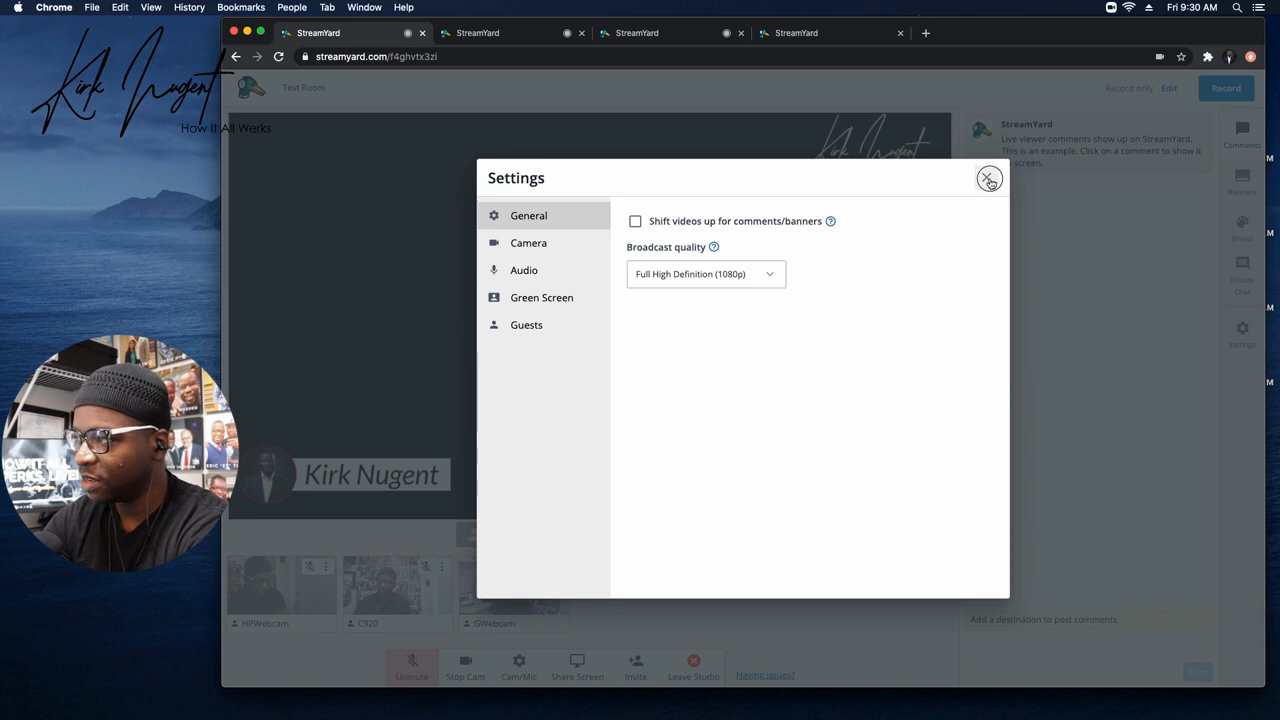 Chrome File Edit View History Bookmarks People Tab Window Help
Fri 9:30 AM
StreamYard
StreamYard
StreamYard
StreamYard
streamyard.com/f4ghvtx3zi
Kirk Nugent
How It All Werks
Test Room
Record only Edit Record
StreamYard
Live viewer comments show up on StreamYard.
This is an example. Click on a comment to show it
screen.
Comments
Banners
Brand
Private
Chat
Settings
Kirk Nugent
Settings
General
Camera
Audio
Green Screen
Guests
Shift videos up for comments/banners
Broadcast quality
Full High Definition (1080p)
Kirk Nugent
HPWebcam
C920
GWebcam
Add a destination to post comments
Unmute
Stop Cam
Cam/Mic
Share Screen
Invite
Leave Studio
Having issues?